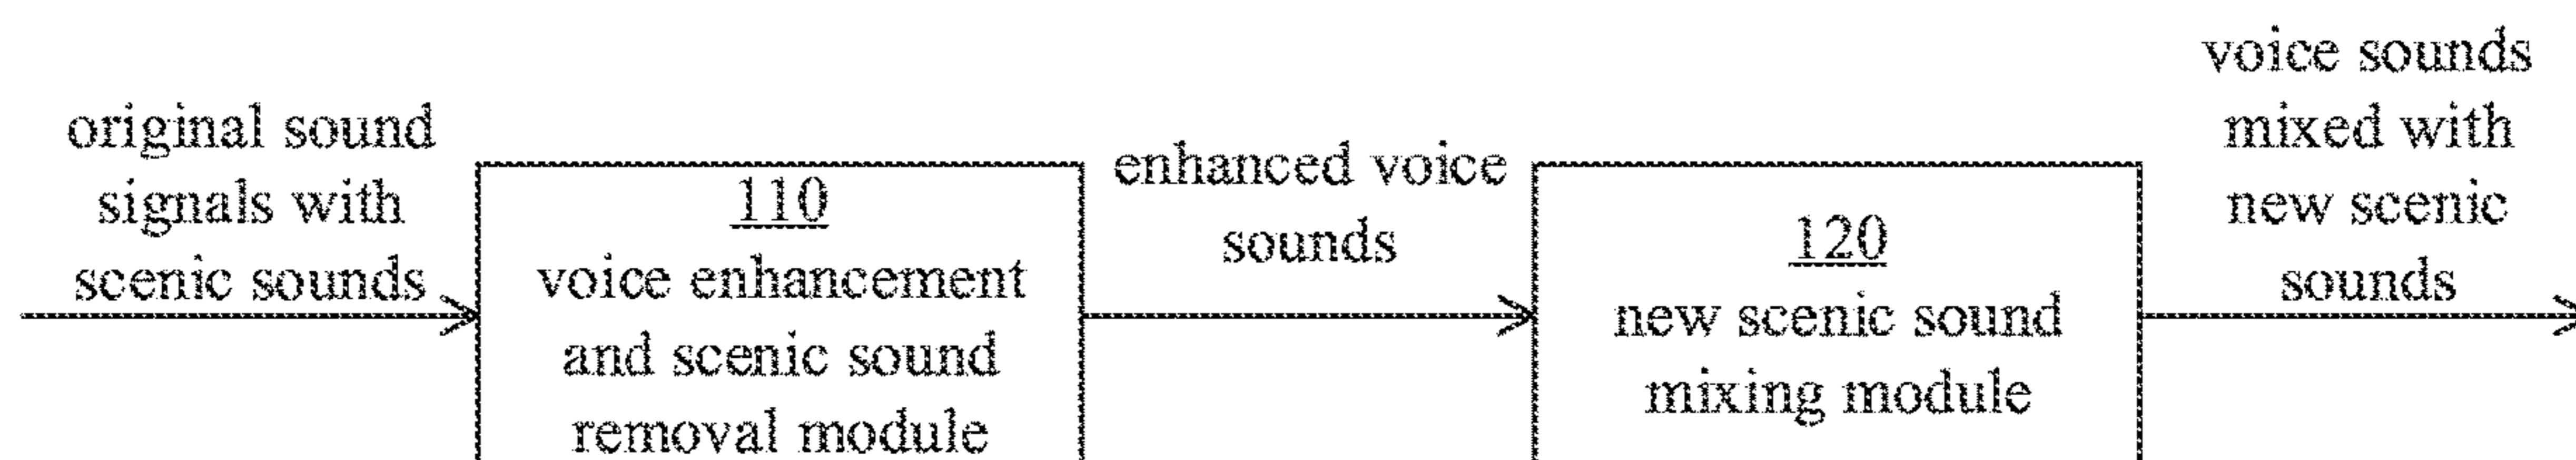 original sound
signals with
scenic sounds
110
voice enhancement
and scenic sound
removal module
enhanced voice
sounds
120
new scenic sound
mixing module
voice sounds
mixed with
new scenic
sounds